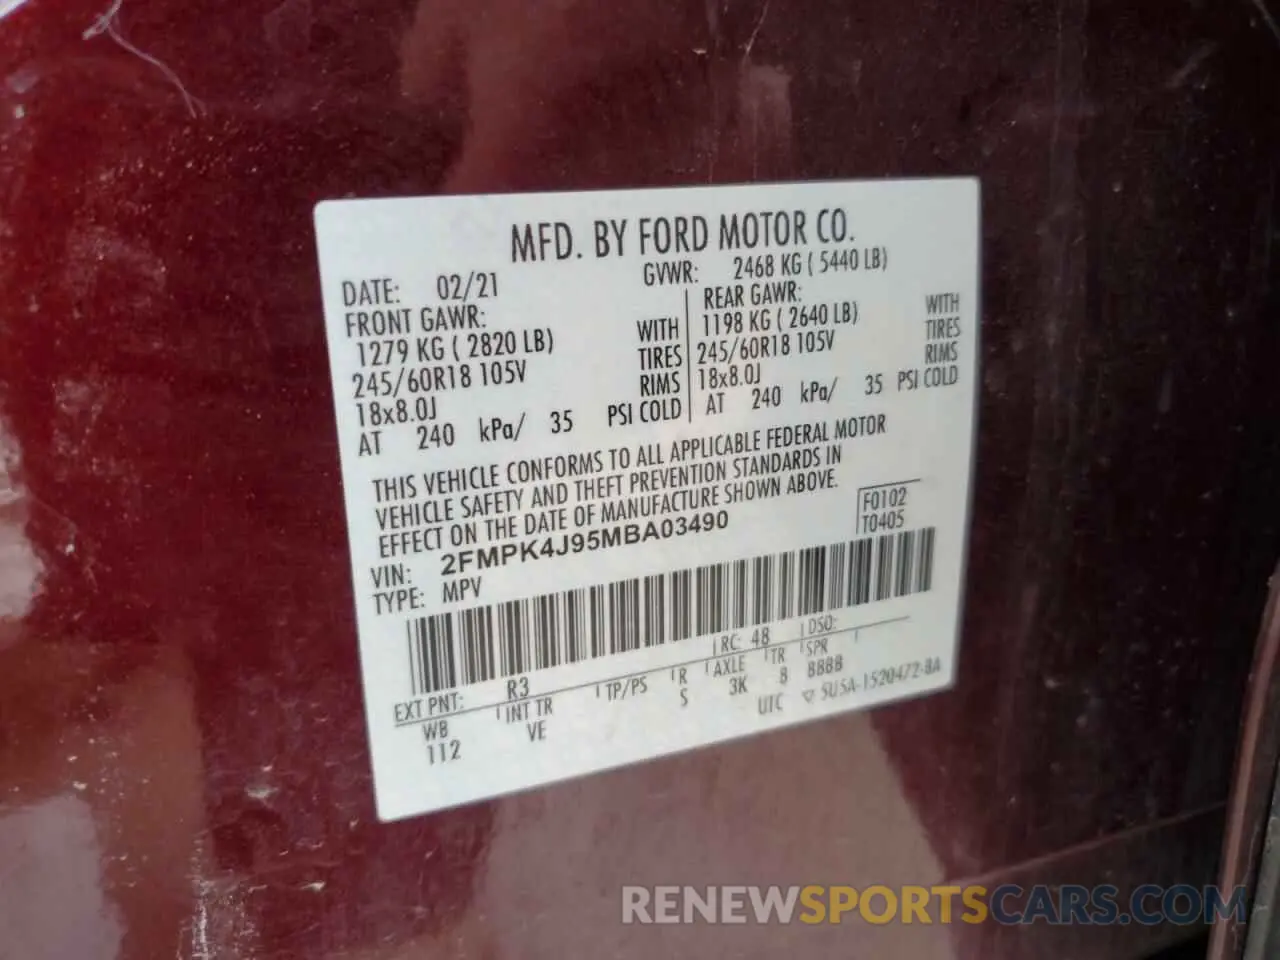 MFD. BY FORD MOTOR CO.
DATE: 02/21 GVWR: 2468 KG ( 5440 LB)
FRONT GAWR: REAR GAWR:
1279 KG ( 2820 LB) WITH 1198 KG ( 2640 LB) WITH
245/60R18 105V TIRES 245/60R18 105V TIRES
18x8.0J RIMS 18x8.0J RIMS
AT 240 kPa/ 35 PSI COLD AT 240 kPa/ 35 PSI COLD
THIS VEHICLE CONFORMS TO ALL APPLICABLE FEDERAL MOTOR
VEHICLE SAFETY AND THEFT PREVENTION STANDARDS IN
EFFECT ON THE DATE OF MANUFACTURE SHOWN ABOVE.
F0102
T0405
VIN: 2FMPK4J95MBA03490
TYPE: MPV
EXT PNT: R3 RC: 48 DSO:
WB INT TR TP/PS R AXLE TR SPR
112 VE S 3K 8 BBBB
UTC ▽ SU5A-1520472-BA
RENEWSPORTSCARS.COM